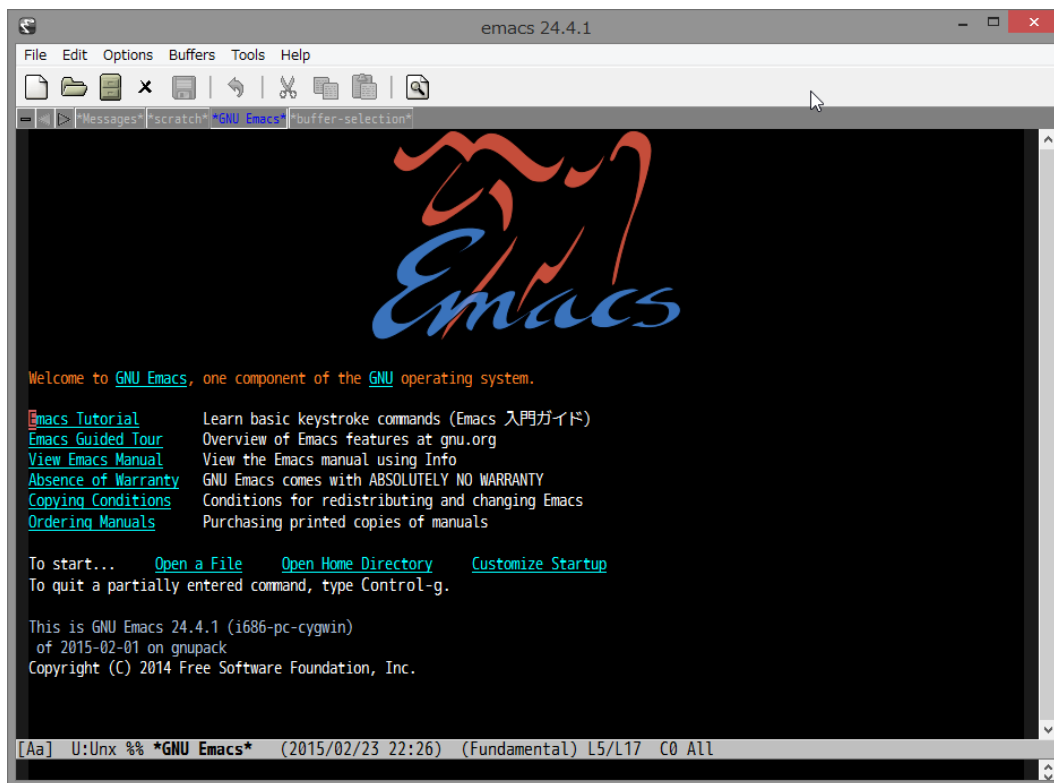 emacs 24.4.1
File Edit Options Buffers Tools Help
*Messages* *scratch* *GNU Emacs* *buffer-selection*
Emacs
Welcome to GNU Emacs, one component of the GNU operating system.
Emacs Tutorial Learn basic keystroke commands (Emacs 入門ガイド)
Emacs Guided Tour Overview of Emacs features at gnu.org
View Emacs Manual View the Emacs manual using Info
Absence of Warranty GNU Emacs comes with ABSOLUTELY NO WARRANTY
Copying Conditions Conditions for redistributing and changing Emacs
Ordering Manuals Purchasing printed copies of manuals
To start... Open a File Open Home Directory Customize Startup
To quit a partially entered command, type Control-g.
This is GNU Emacs 24.4.1 (i686-pc-cygwin)
of 2015-02-01 on gnupack
Copyright (C) 2014 Free Software Foundation, Inc.
[Aa] U:Unx %% *GNU Emacs* (2015/02/23 22:26) (Fundamental) L5/L17 C0 All